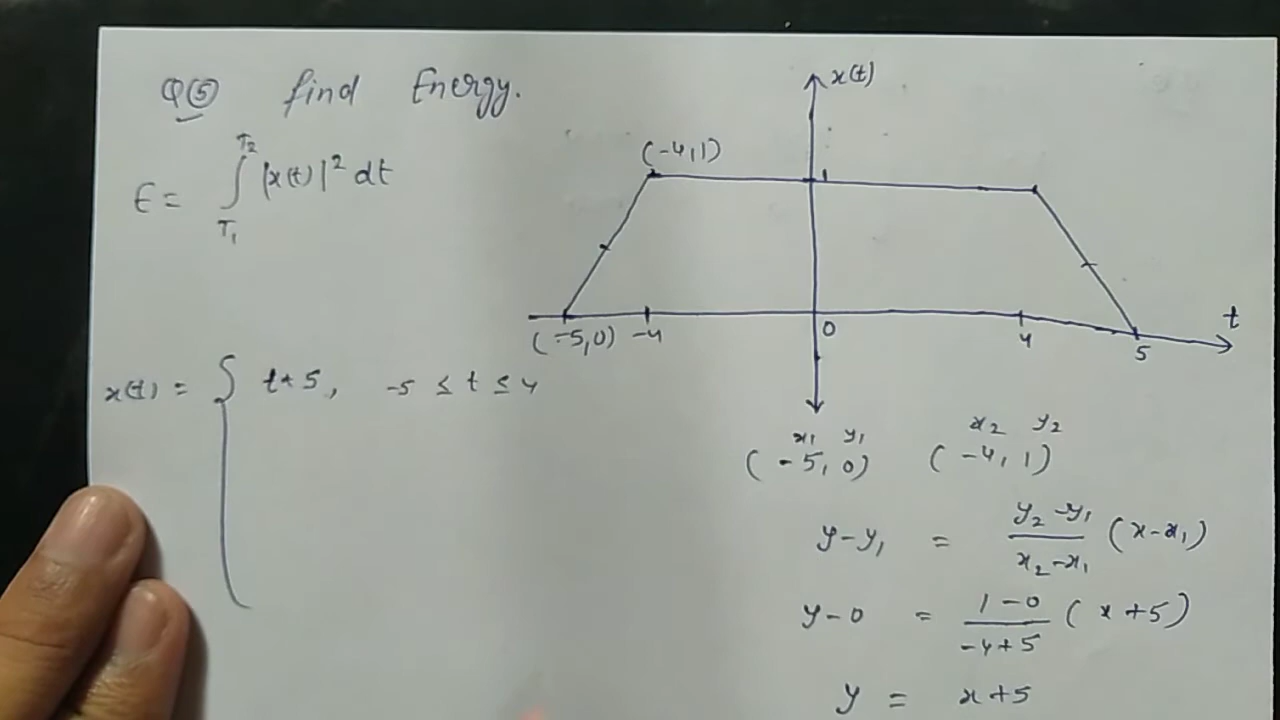 Q⑤ find Energy.
E = ∫_{T₁}^{T₂} |x(t)|² dt
x(t)
(-4,1)
1
(-5,0) -4 0 4 5 t
x(t) = { t+5, -5 ≤ t ≤ 4
x₁ y₁ x₂ y₂
(-5, 0) (-4, 1)
y-y₁ = \frac{y₂-y₁}{x₂-x₁} (x-x₁)
y-0 = \frac{1-0}{-4+5} (x+5)
y = x+5